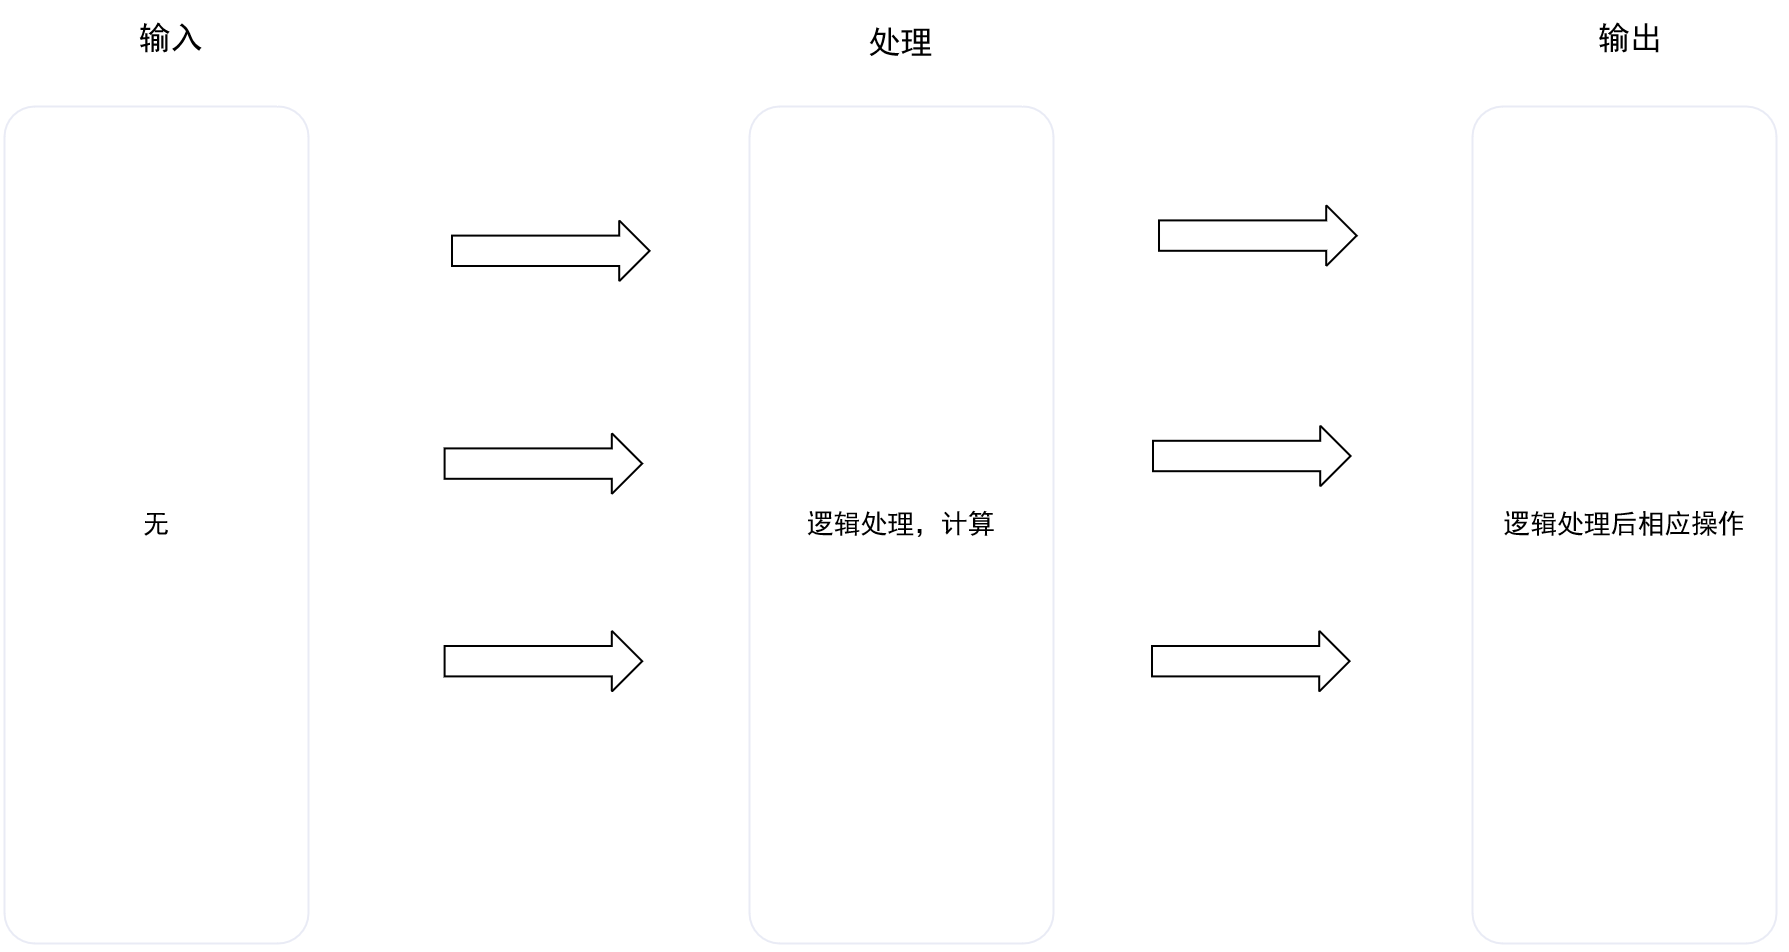 输入
处理
输出
无
逻辑处理，计算
逻辑处理后相应操作